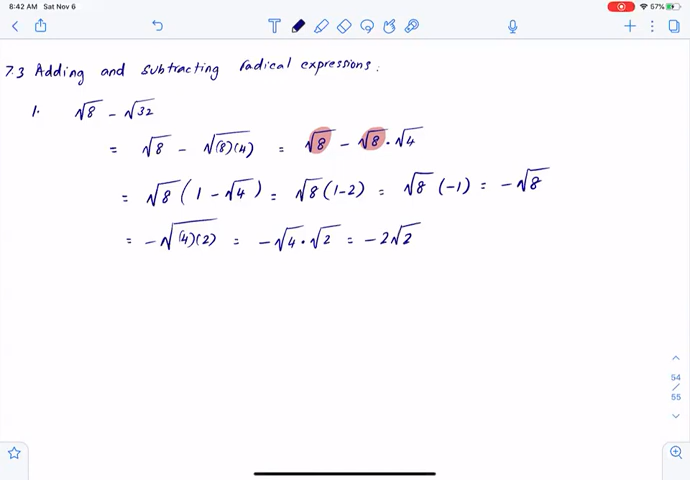 8:42 AM Sat Nov 6 57%
T
7.3 Adding and subtracting radical expressions:
1. √8 - √32
= √8 - √(8)(4) = √8 - √8 · √4
= √8 (1 - √4) = √8 (1-2) = √8 (-1) = -√8
= -√(4)(2) = -√4 · √2 = -2√2
54
/
55